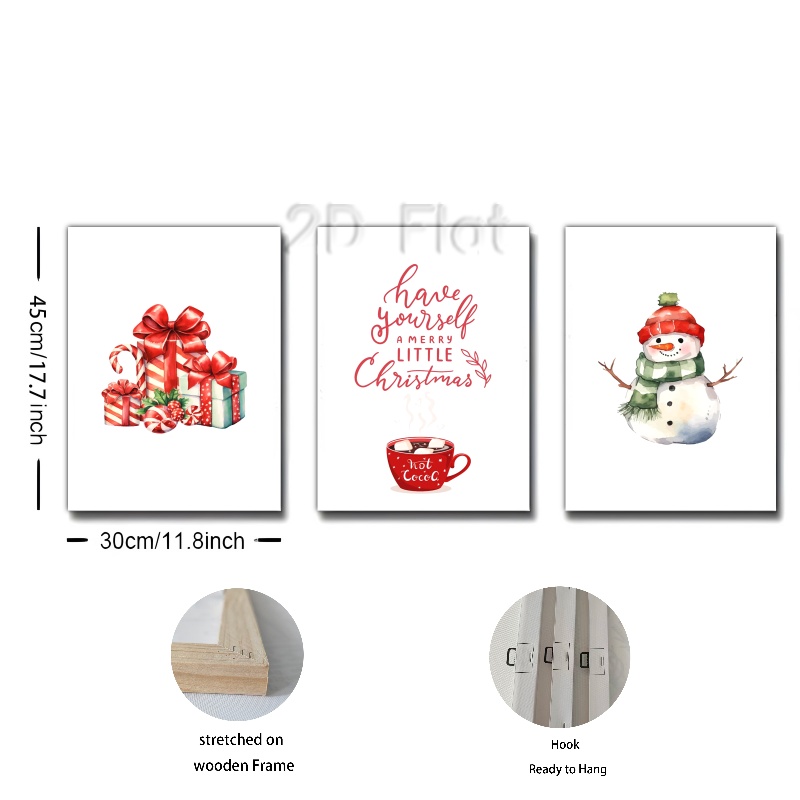 2D Flat
have
yourself
A MERRY
LITTLE
Christmas
Hot
Cocoa
45cm/17.7inch
30cm/11.8inch
stretched on
wooden Frame
Hook
Ready to Hang